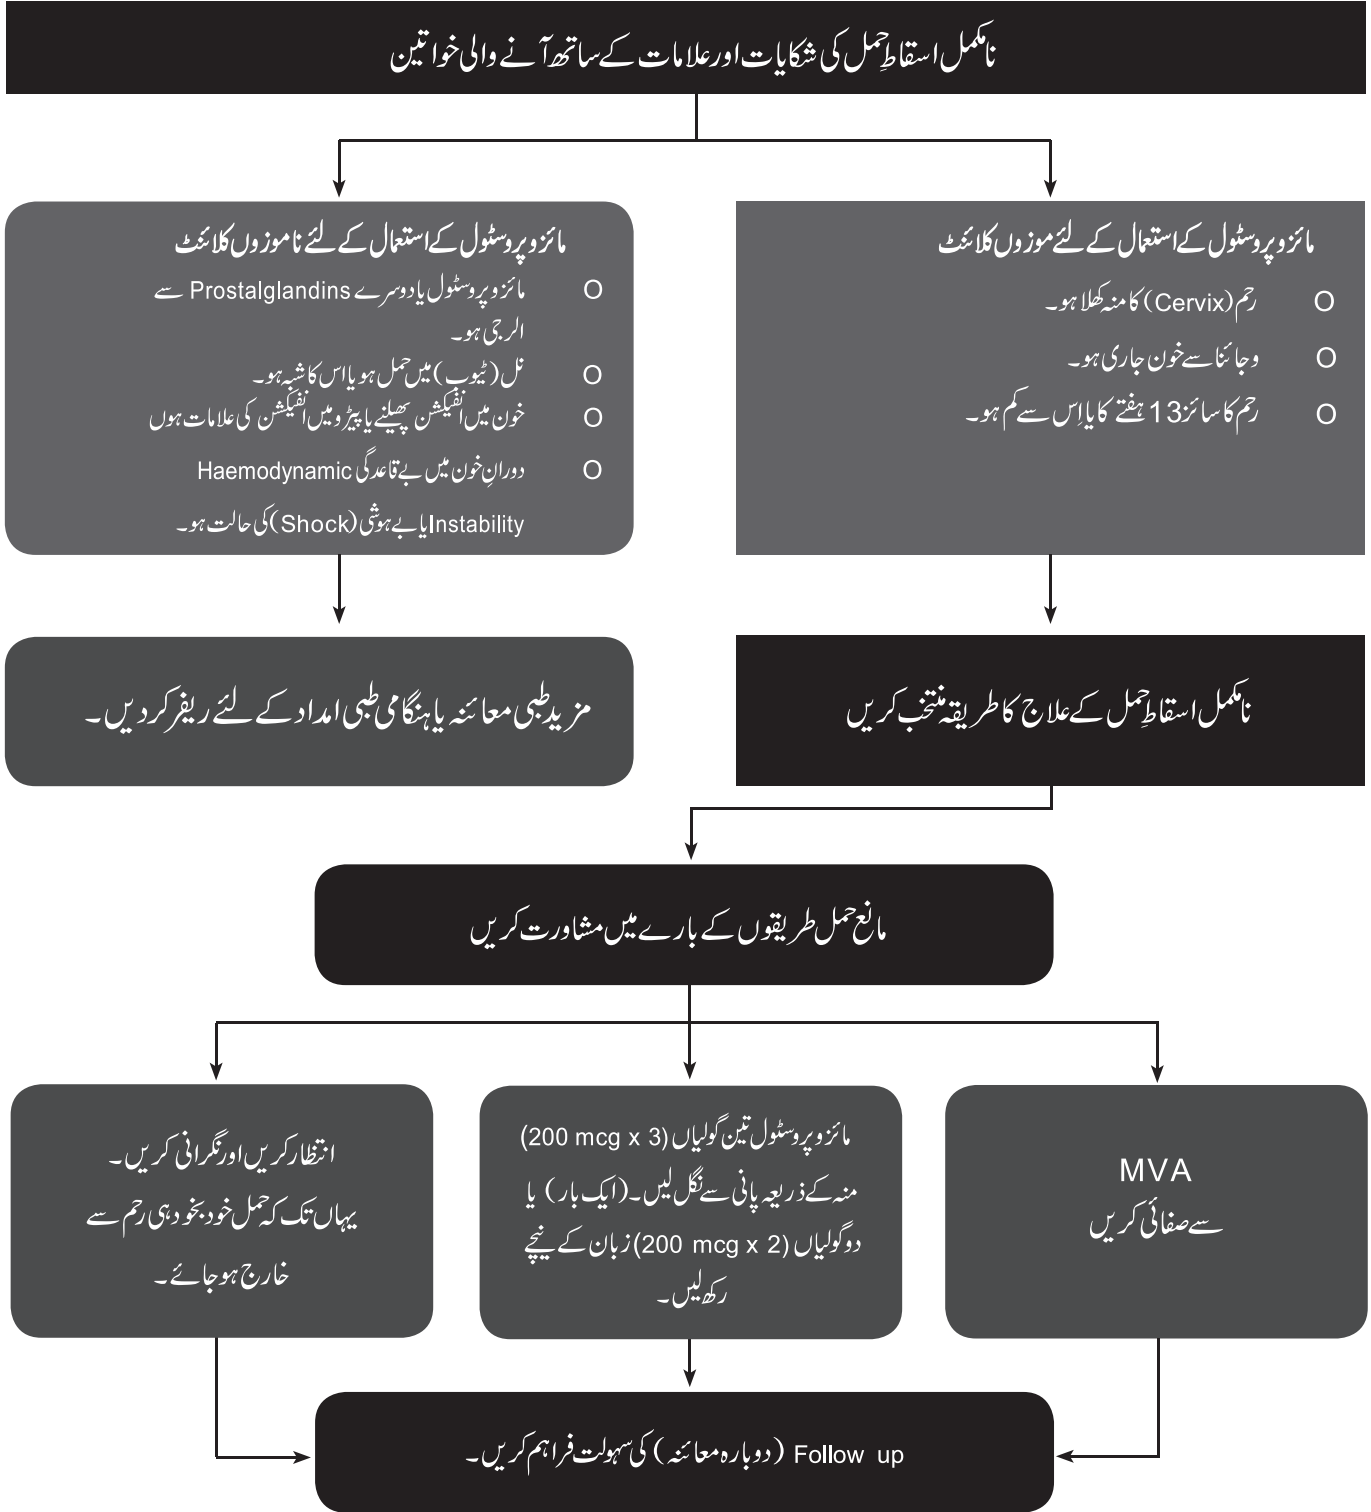 نامکمل اسقاطِ حمل کی شکایات اور علامات کے ساتھ آنے والی خواتین
مائزوپروسٹول کے استعمال کے لئے موزوں کلائنٹ
O رحم (Cervix) کا منہ کھلا ہو۔
O وجائنا سے خون جاری ہو۔
O رحم کا سائز 13 ہفتے کا یا اِس سے کم ہو۔
مائزوپروسٹول کے استعمال کے لئے ناموزوں کلائنٹ
O مائزوپروسٹول یا دوسرے Prostalglandins سے
الرجی ہو۔
O نل (ٹیوب) میں حمل ہو یا اس کا شبہ ہو۔
O خون میں انفیکشن پھیلنے یا پیڑو میں انفیکشن کی علامات ہوں
O دورانِ خون میں بے قاعدگی Haemodynamic
Instability یا بے ہوشی (Shock) کی حالت ہو۔
نامکمل اسقاطِ حمل کے علاج کا طریقہ منتخب کریں
مزید طبی معائنہ یا ہنگامی طبی امداد کے لئے ریفر کردیں۔
مانع حمل طریقوں کے بارے میں مشاورت کریں
MVA
سے صفائی کریں
مائزوپروسٹول تین گولیاں (200 mcg x 3)
منہ کے ذریعہ پانی سے نگل لیں۔ (ایک بار) یا
دو گولیاں (200 mcg x 2) زبان کے نیچے
رکھ لیں۔
انتظار کریں اور نگرانی کریں۔
یہاں تک کہ حمل خودبخود ہی رحم سے
خارج ہوجائے۔
Follow up (دوبارہ معائنہ) کی سہولت فراہم کریں۔